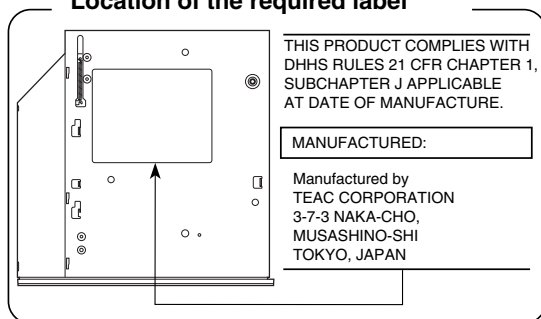 Location of the required label
THIS PRODUCT COMPLIES WITH
DHHS RULES 21 CFR CHAPTER 1,
SUBCHAPTER J APPLICABLE
AT DATE OF MANUFACTURE.
MANUFACTURED:
Manufactured by
TEAC CORPORATION
3-7-3 NAKA-CHO,
MUSASHINO-SHI
TOKYO, JAPAN